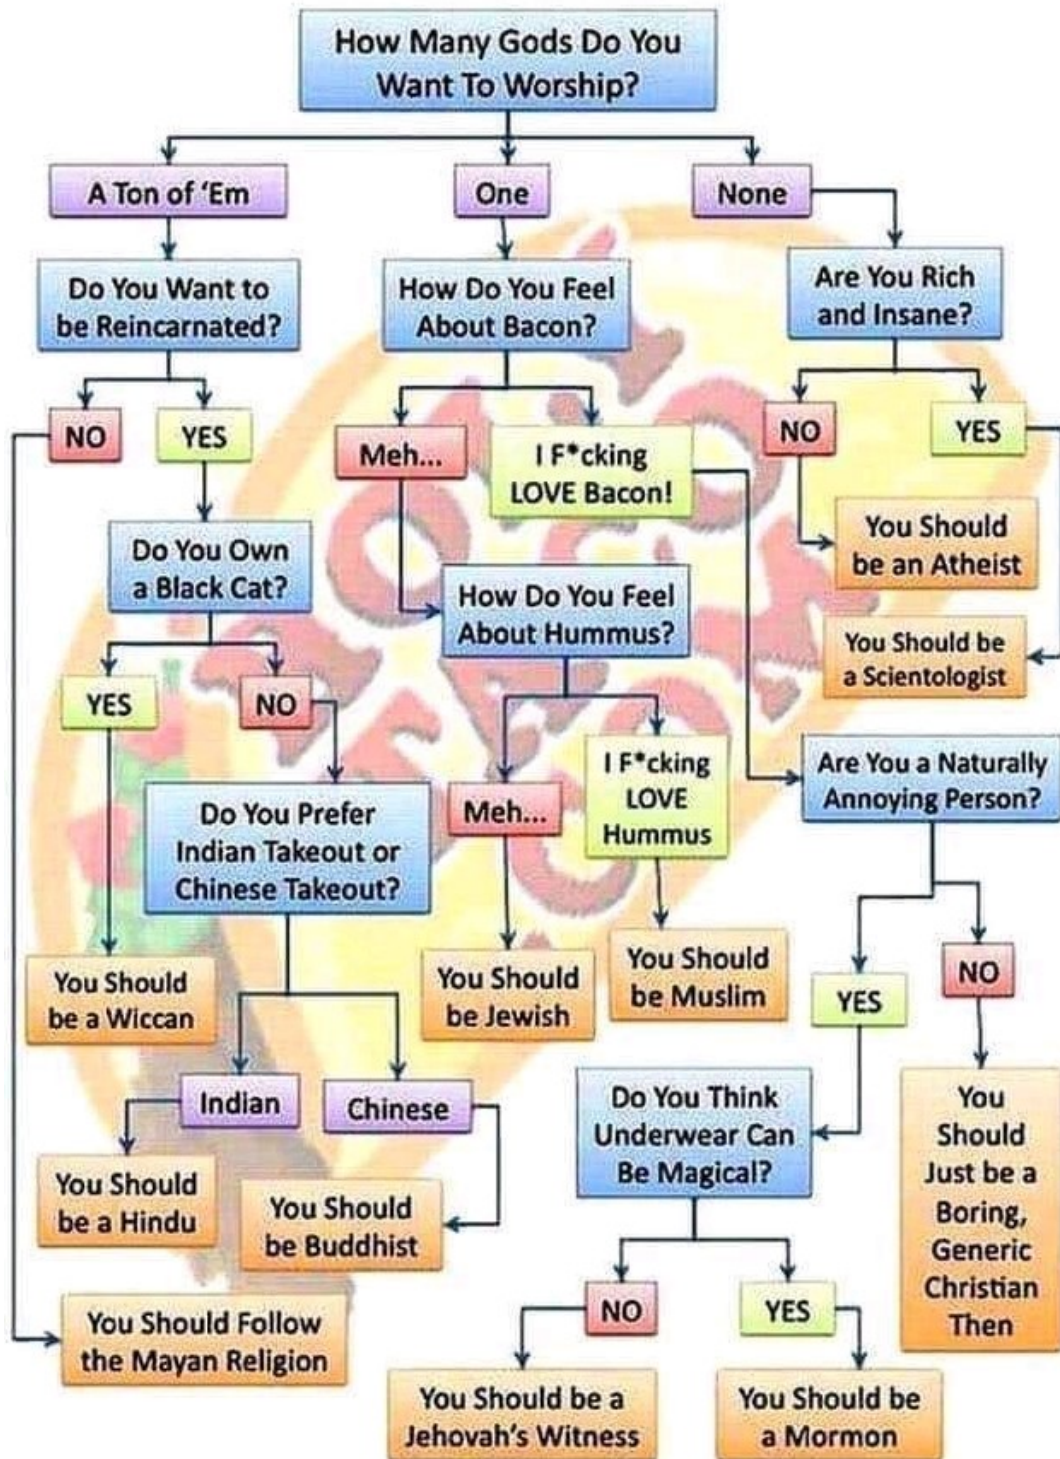 How Many Gods Do You
Want To Worship?
A Ton of ‘Em
One
None
Do You Want to
be Reincarnated?
How Do You Feel
About Bacon?
Are You Rich
and Insane?
NO
YES
Meh...
I F*cking
LOVE Bacon!
NO
YES
Do You Own
a Black Cat?
How Do You Feel
About Hummus?
You Should
be an Atheist
You Should be
a Scientologist
YES
NO
Do You Prefer
Indian Takeout or
Chinese Takeout?
Meh...
I F*cking
LOVE
Hummus
Are You a Naturally
Annoying Person?
You Should
be a Wiccan
You Should
be Jewish
You Should
be Muslim
YES
NO
Indian
Chinese
Do You Think
Underwear Can
Be Magical?
You
Should
Just be a
Boring,
Generic
Christian
Then
You Should
be a Hindu
You Should
be Buddhist
NO
YES
You Should Follow
the Mayan Religion
You Should be a
Jehovah’s Witness
You Should be
a Mormon